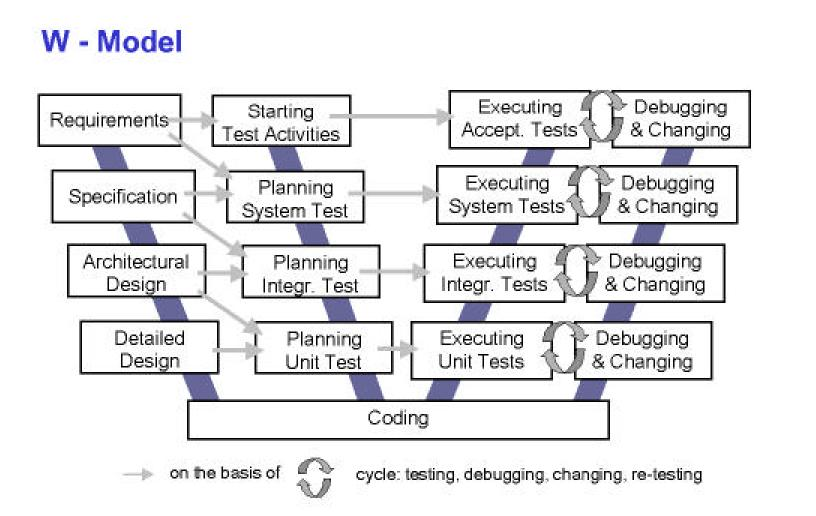 W - Model
Requirements
Starting
Test Activities
Executing
Accept. Tests
Debugging
& Changing
Specification
Planning
System Test
Executing
System Tests
Debugging
& Changing
Architectural
Design
Planning
Integr. Test
Executing
Integr. Tests
Debugging
& Changing
Detailed
Design
Planning
Unit Test
Executing
Unit Tests
Debugging
& Changing
Coding
on the basis of
cycle: testing, debugging, changing, re-testing